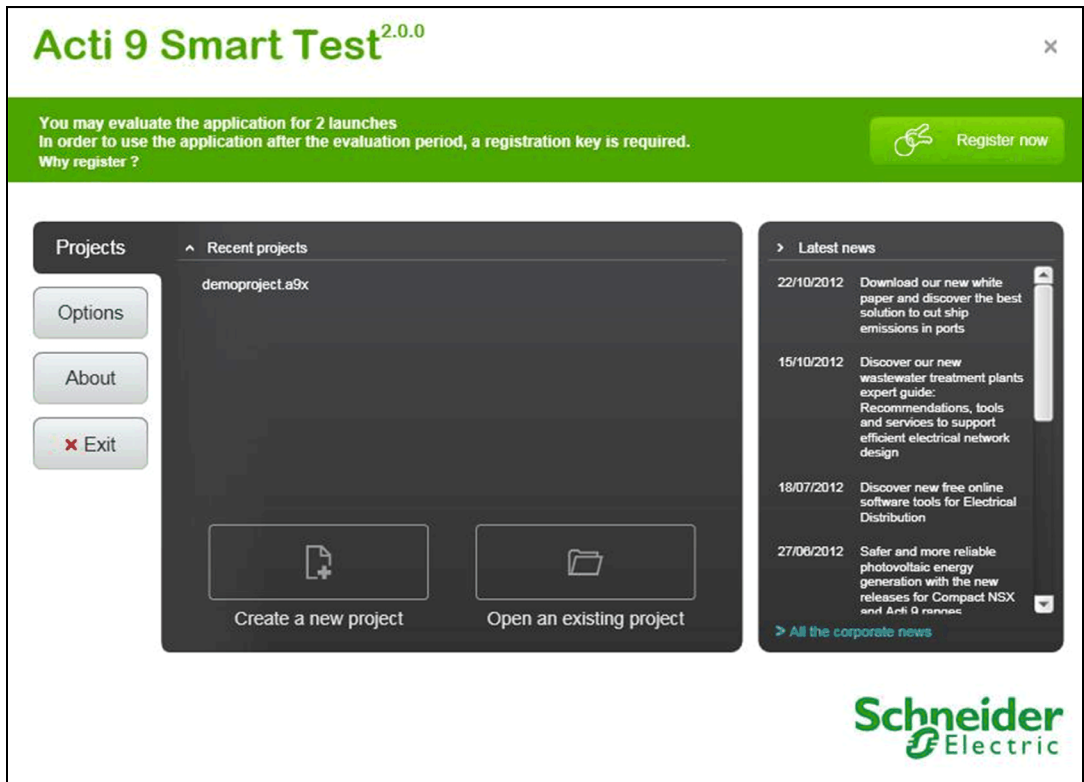 Acti 9 Smart Test 2.0.0
×
You may evaluate the application for 2 launches
In order to use the application after the evaluation period, a registration key is required.
Why register ?
Register now
Projects
Options
About
Exit
Recent projects
demoproject.a9x
Create a new project
Open an existing project
Latest news
22/10/2012 Download our new white
paper and discover the best
solution to cut ship
emissions in ports
15/10/2012 Discover our new
wastewater treatment plants
expert guide:
Recommendations, tools
and services to support
efficient electrical network
design
18/07/2012 Discover new free online
software tools for Electrical
Distribution
27/06/2012 Safer and more reliable
photovoltaic energy
generation with the new
releases for Compact NSX
and Acti 9 ranges
> All the corporate news
Schneider
Electric